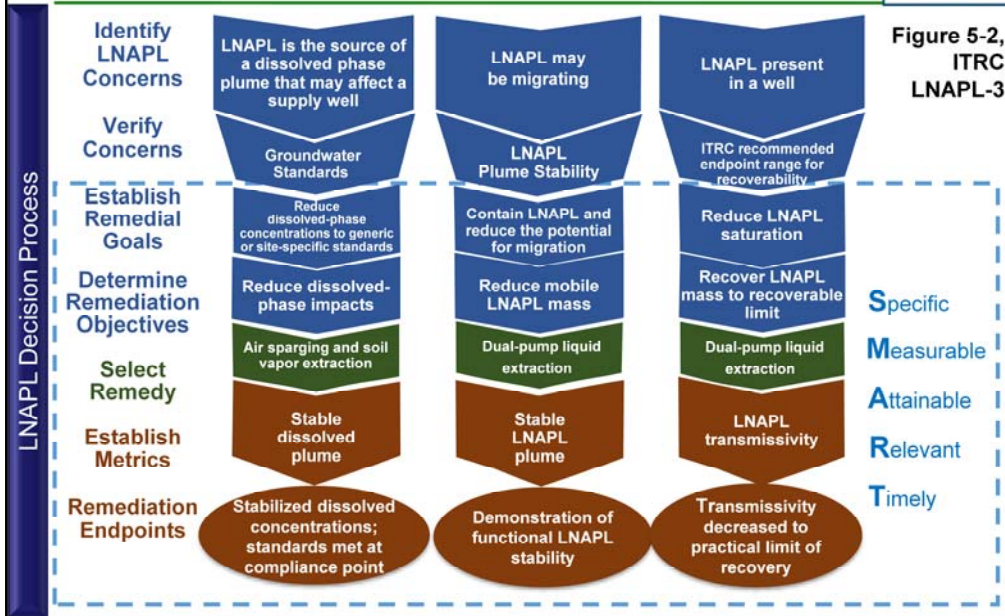 LNAPL Decision Process
Figure 5-2,
ITRC
LNAPL-3
Identify
LNAPL
Concerns
LNAPL is the source of
a dissolved phase
plume that may affect a
supply well
LNAPL may
be migrating
LNAPL present
in a well
Verify
Concerns
Groundwater
Standards
LNAPL
Plume Stability
ITRC recommended
endpoint range for
recoverability
Establish
Remedial
Goals
Reduce
dissolved-phase
concentrations to generic
or site-specific standards
Contain LNAPL and
reduce the potential
for migration
Reduce LNAPL
saturation
Determine
Remediation
Objectives
Reduce dissolved-
phase impacts
Reduce mobile
LNAPL mass
Recover LNAPL
mass to recoverable
limit
Select
Remedy
Air sparging and soil
vapor extraction
Dual-pump liquid
extraction
Dual-pump liquid
extraction
Establish
Metrics
Stable
dissolved
plume
Stable
LNAPL
plume
LNAPL
transmissivity
Remediation
Endpoints
Stabilized dissolved
concentrations;
standards met at
compliance point
Demonstration of
functional LNAPL
stability
Transmissivity
decreased to
practical limit of
recovery
Specific
Measurable
Attainable
Relevant
Timely